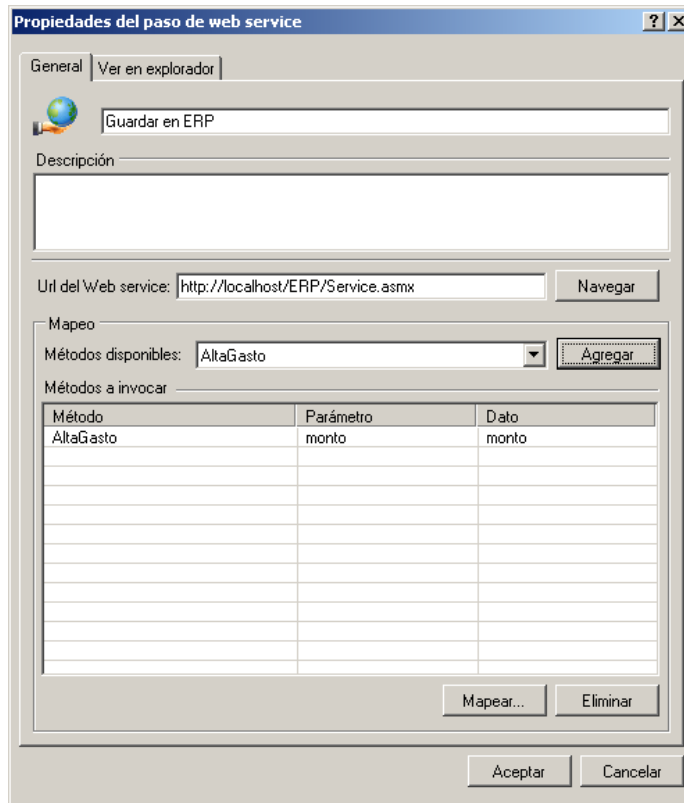 Propiedades del paso de web service
General Ver en explorador
Guardar en ERP
Descripción
Url del Web service: http://localhost/ERP/Service.asmx Navegar
Mapeo
Métodos disponibles: AltaGasto Agregar
Métodos a invocar
Método Parámetro Dato
AltaGasto monto monto
Mapear... Eliminar
Aceptar Cancelar